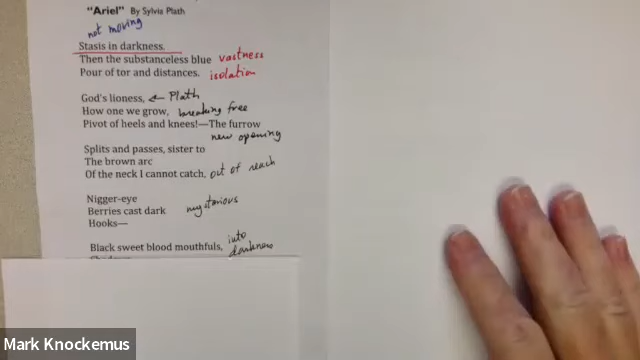 "Ariel" By Sylvia Plath
not moving
Stasis in darkness.
Then the substanceless blue vastness
Pour of tor and distances. isolation
God's lioness, ← Plath
How one we grow, breaking free
Pivot of heels and knees!—The furrow
new opening
Splits and passes, sister to
The brown arc
Of the neck I cannot catch, out of reach
Nigger-eye
Berries cast dark mysterious
Hooks—
Black sweet blood mouthfuls, into
darkness
Mark Knockemus